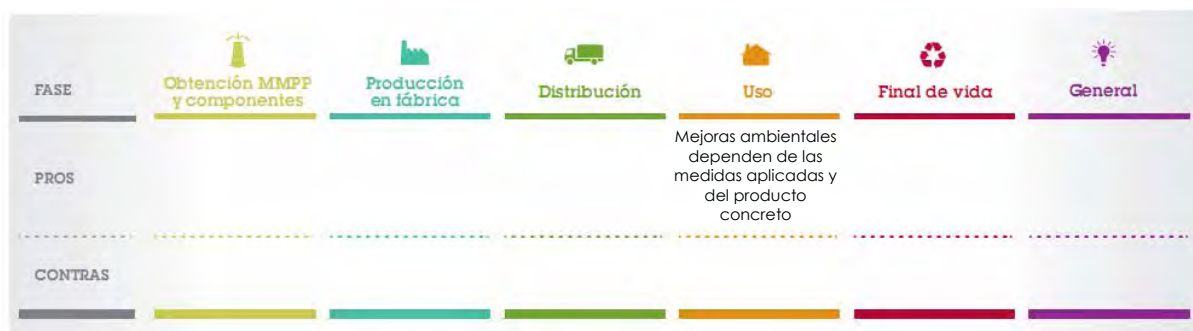 FASE
Obtención MMPP
y componentes
Producción
en fábrica
Distribución
Uso
Final de vida
General
PROS
Mejoras ambientales
dependen de las
medidas aplicadas y
del producto
concreto
CONTRAS